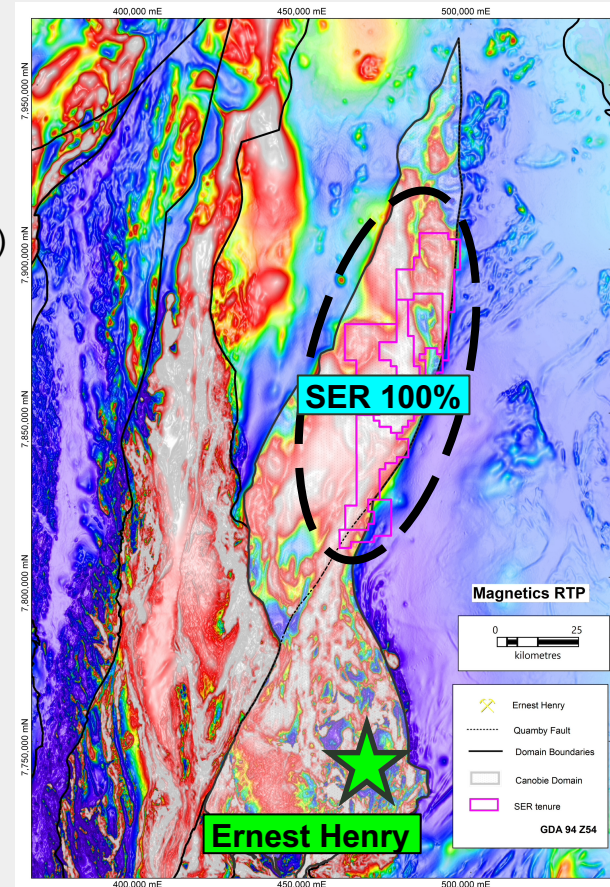 400,000 mE
450,000 mE
500,000 mE
7,950,000 mN
7,900,000 mN
7,850,000 mN
7,800,000 mN
7,750,000 mN
)
SER 100%
Magnetics RTP
0 25
kilometres
Ernest Henry
Quamby Fault
Domain Boundaries
Canobie Domain
SER tenure
GDA 94 Z54
Ernest Henry
400,000 mE
450,000 mE
500,000 mE